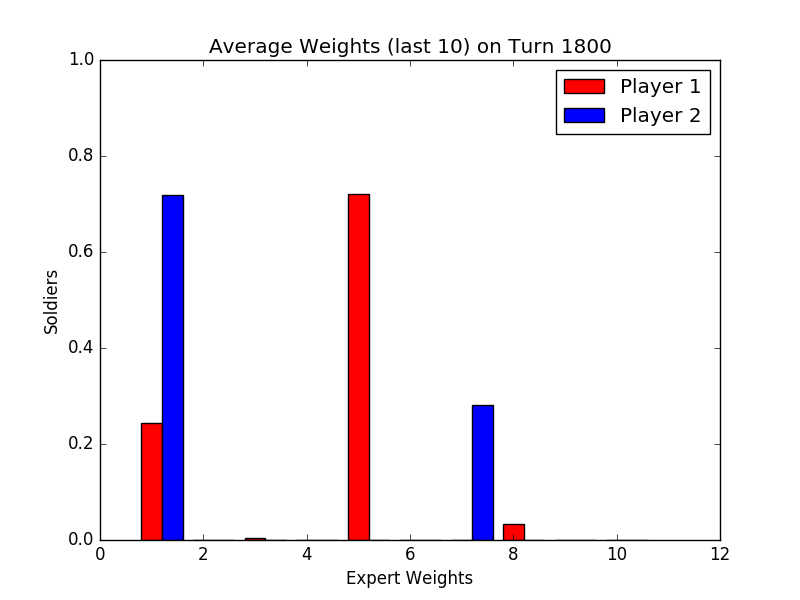 Average Weights (last 10) on Turn 1800
1.0
0.8
0.6
0.4
0.2
0.0
Soldiers
Player 1
Player 2
0 2 4 6 8 10 12
Expert Weights